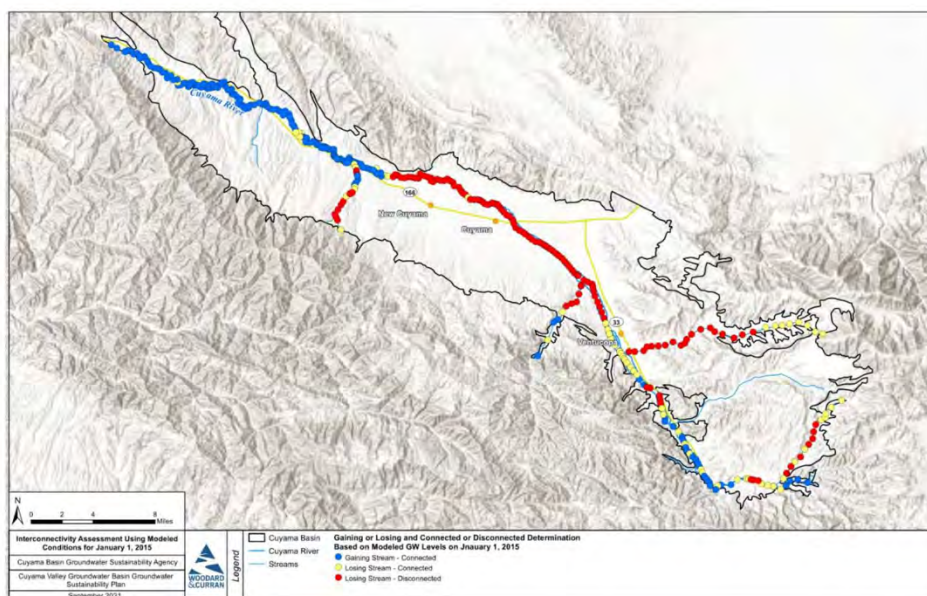 Cuyama River
166
New Cuyama
Cuyama
33
Ventucopa
N
0 2 4 8
Miles
Interconnectivity Assessment Using Modeled
Conditions for January 1, 2015
Cuyama Basin Groundwater Sustainability Agency
Cuyama Valley Groundwater Basin Groundwater
Sustainability Plan
September 2021
WOODARD
&CURRAN
Legend
Cuyama Basin
Cuyama River
Streams
Gaining or Losing and Connected or Disconnected Determination
Based on Modeled GW Levels on Jnauary 1, 2015
Gaining Stream - Connected
Losing Stream - Connected
Losing Stream - Disconnected